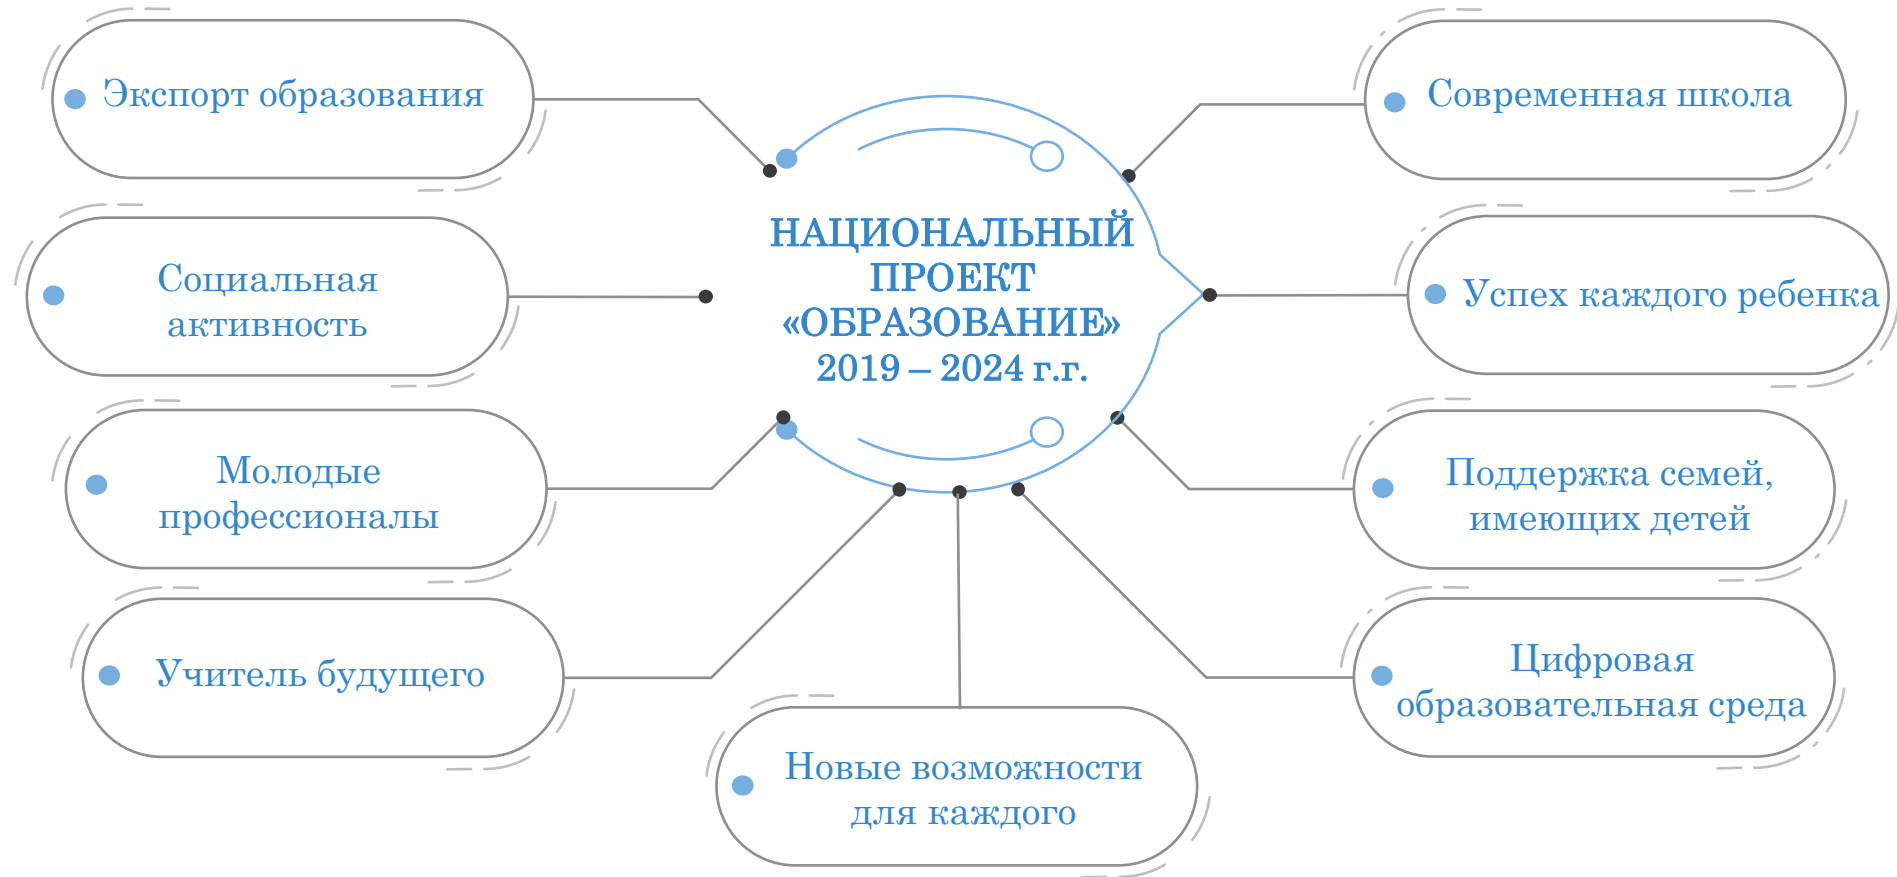 Экспорт образования
Социальная
активность
Молодые
профессионалы
Учитель будущего
НАЦИОНАЛЬНЫЙ
ПРОЕКТ
«ОБРАЗОВАНИЕ»
2019 – 2024 г.г.
Новые возможности
для каждого
Современная школа
Успех каждого ребенка
Поддержка семей,
имеющих детей
Цифровая
образовательная среда